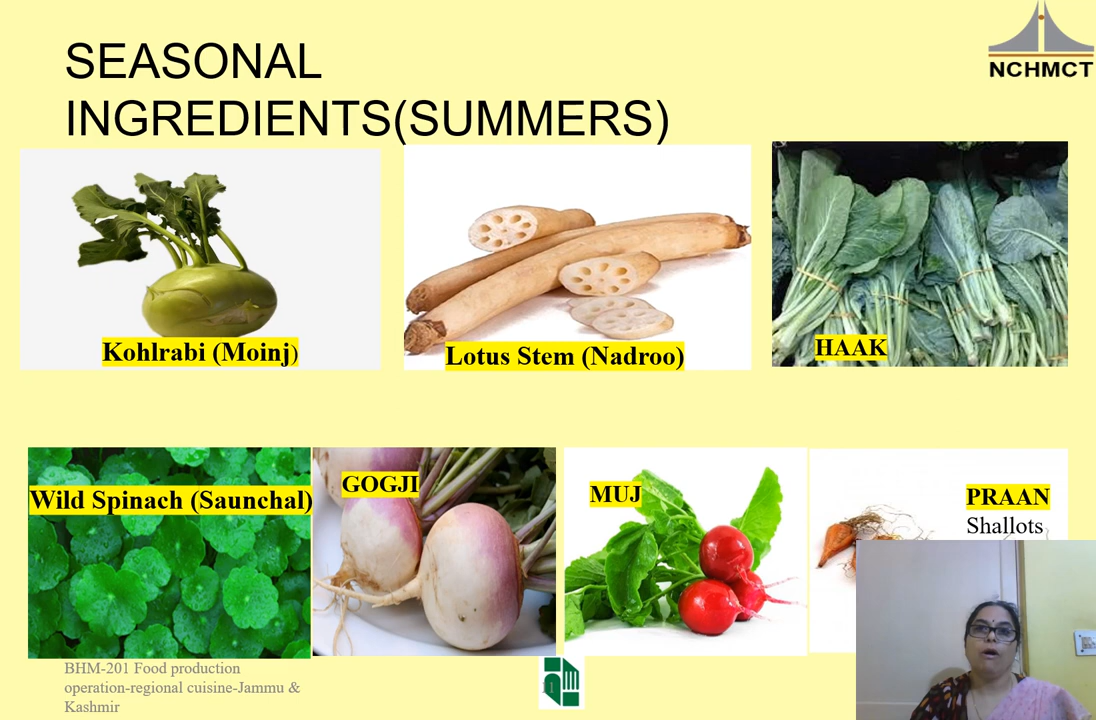 SEASONAL
INGREDIENTS(SUMMERS)
NCHMCT
Kohlrabi (Moinj)
Lotus Stem (Nadroo)
HAAK
Wild Spinach (Saunchal)
GOGJI
MUJ
PRAAN
Shallots
BHM-201 Food production
operation-regional cuisine-Jammu &
Kashmir